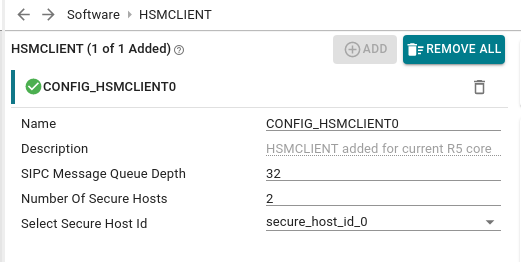 Software › HSMCLIENT
HSMCLIENT (1 of 1 Added) ?
ADD
REMOVE ALL
CONFIG_HSMCLIENT0
Name CONFIG_HSMCLIENT0
Description HSMCLIENT added for current R5 core
SIPC Message Queue Depth 32
Number Of Secure Hosts 2
Select Secure Host Id secure_host_id_0